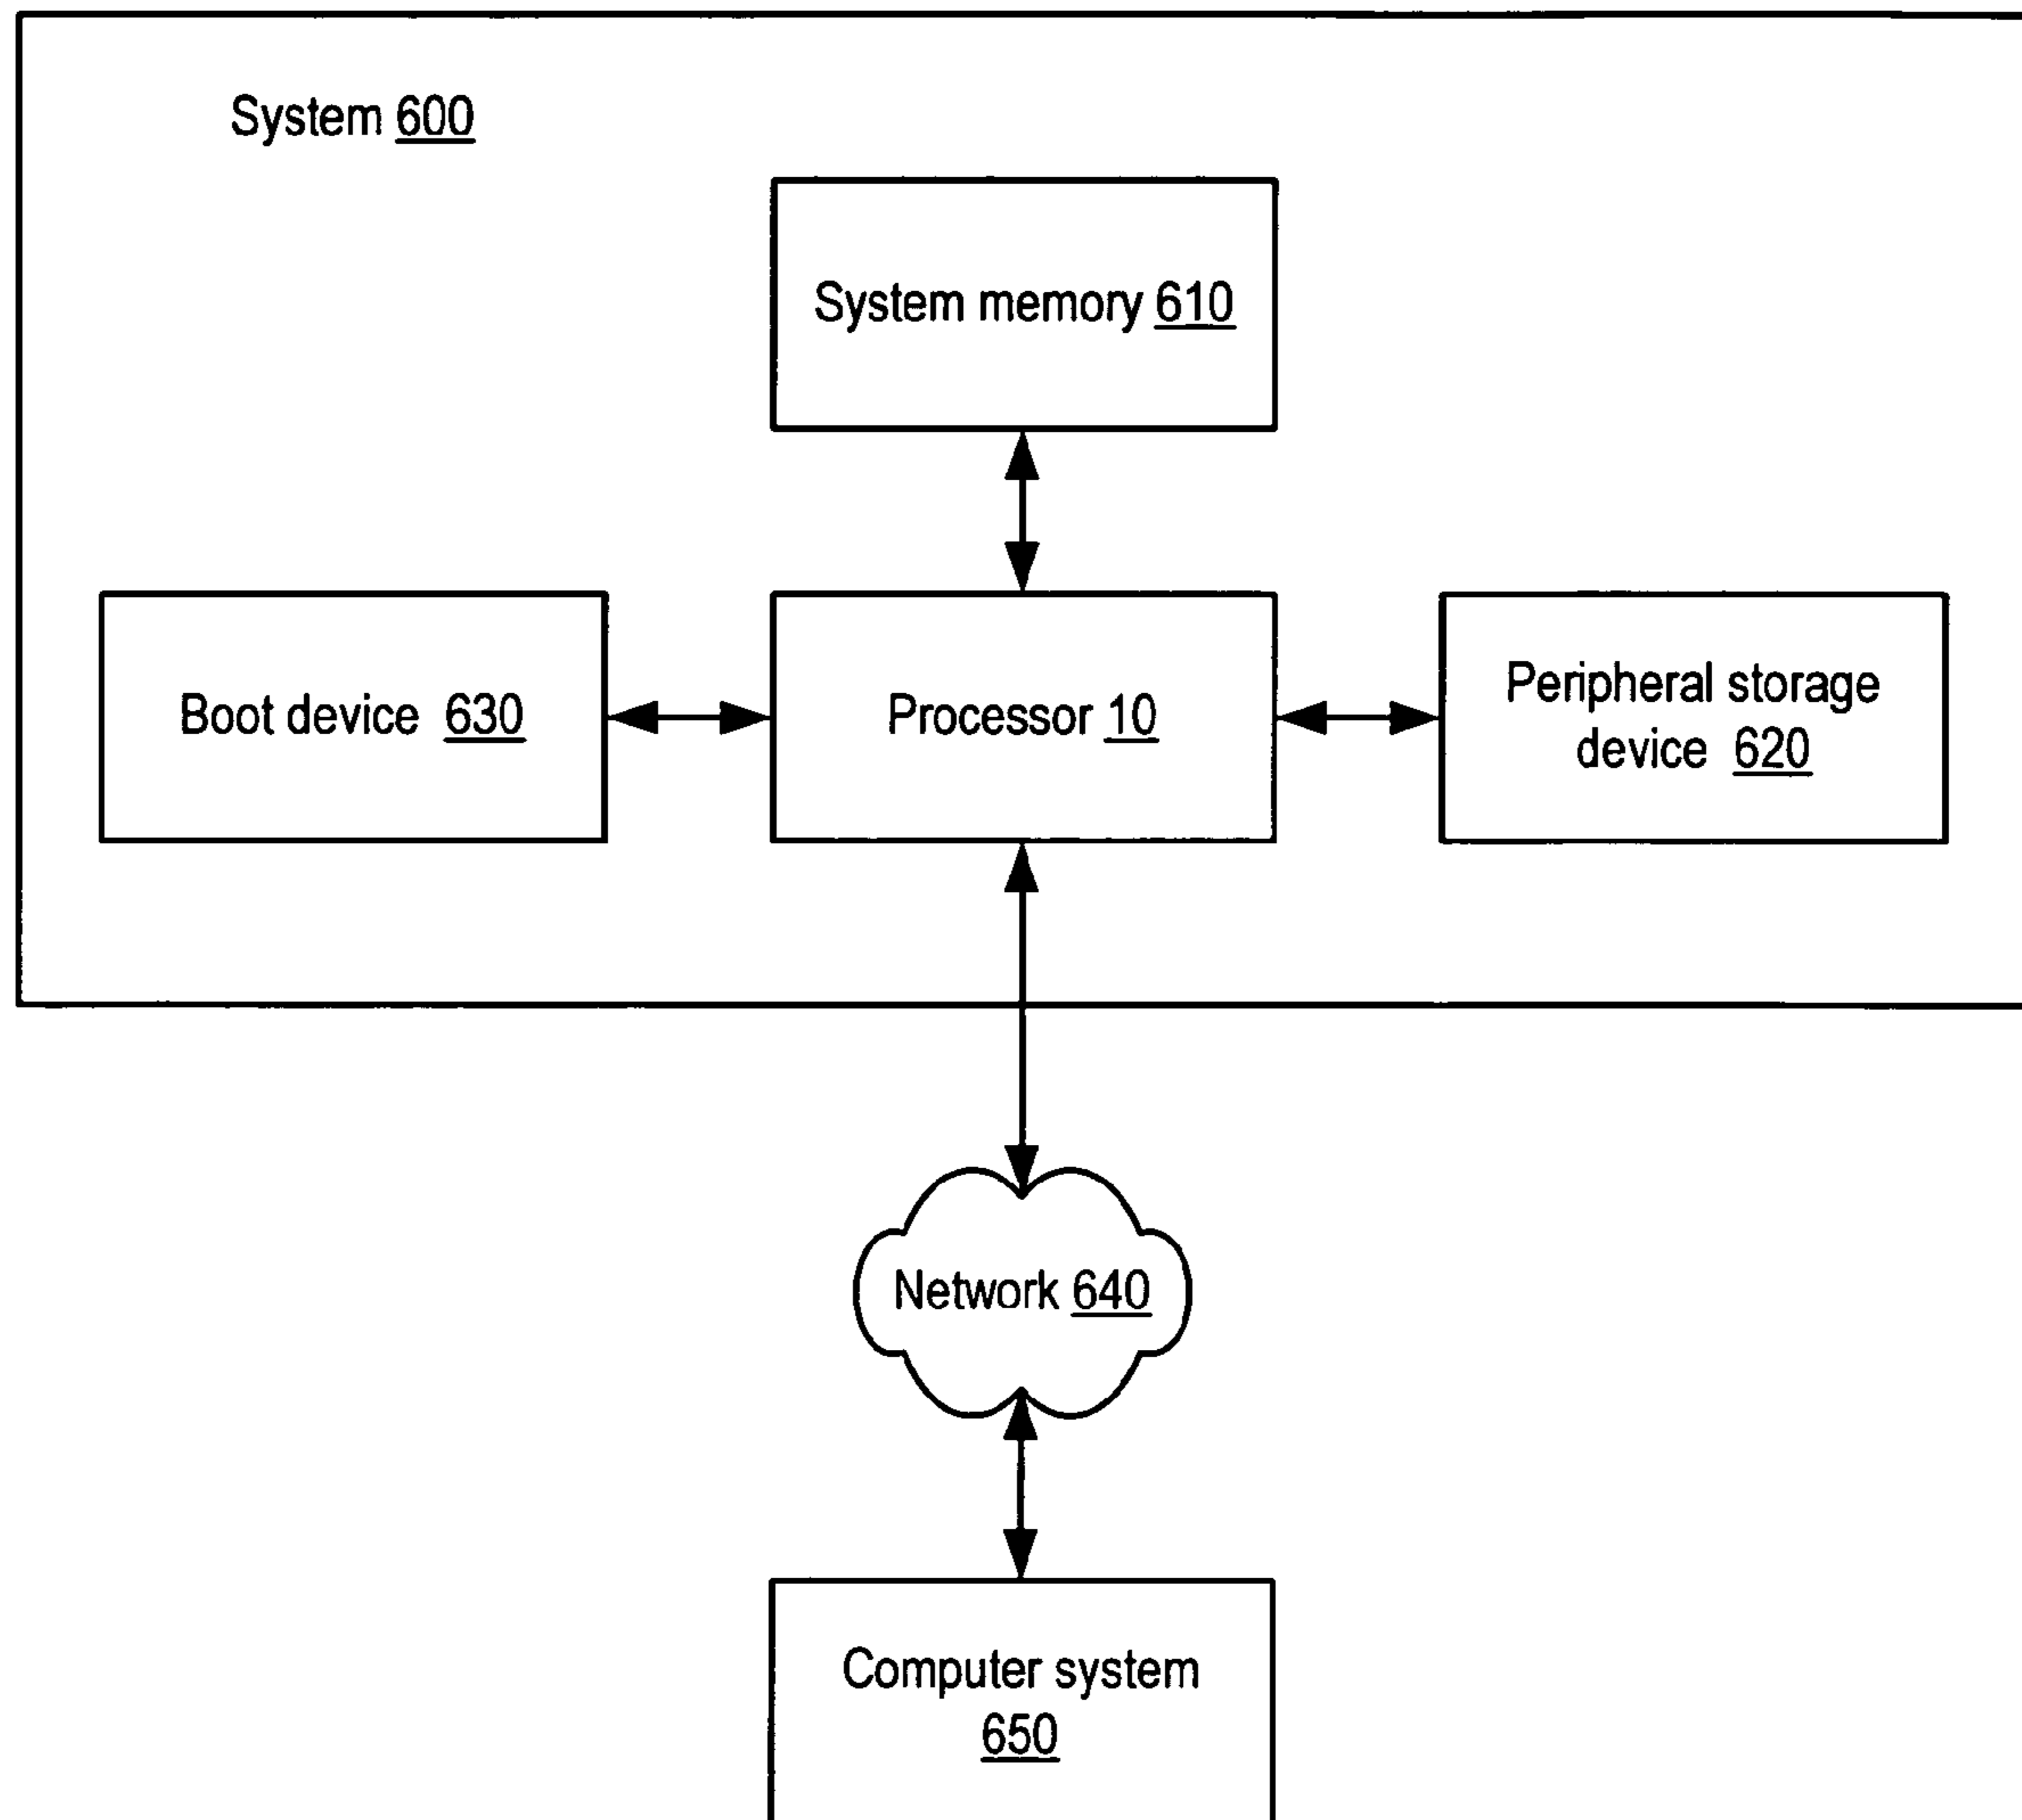 System 600
System memory 610
Boot device 630
Processor 10
Peripheral storage
device 620
Network 640
Computer system
650